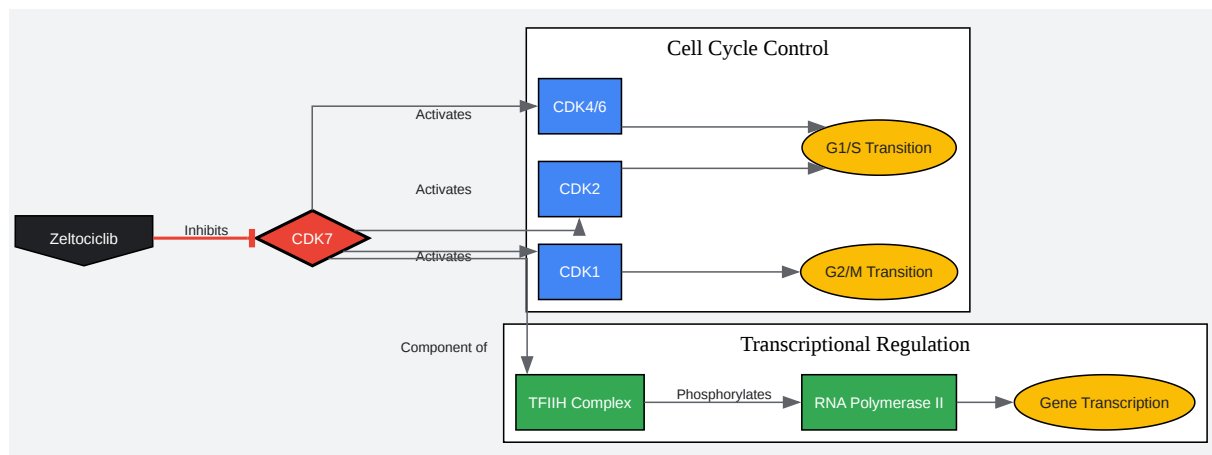 Cell Cycle Control
CDK4/6
Activates
G1/S Transition
CDK2
Activates
Zeltociclib
Inhibits
CDK7
Activates
CDK1
G2/M Transition
Transcriptional Regulation
Component of
TFIIH Complex
Phosphorylates
RNA Polymerase II
Gene Transcription